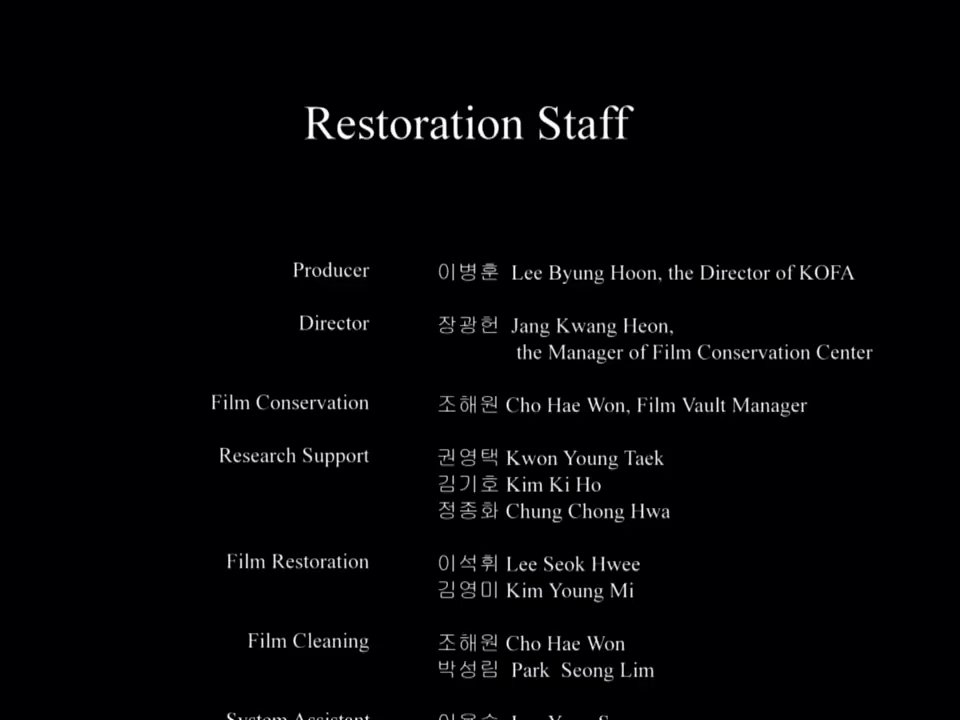 Restoration Staff
Producer 이병훈 Lee Byung Hoon, the Director of KOFA
Director 장광헌 Jang Kwang Heon,
the Manager of Film Conservation Center
Film Conservation 조해원 Cho Hae Won, Film Vault Manager
Research Support 권영택 Kwon Young Taek
김기호 Kim Ki Ho
정종화 Chung Chong Hwa
Film Restoration 이석휘 Lee Seok Hwee
김영미 Kim Young Mi
Film Cleaning 조해원 Cho Hae Won
박성림 Park Seong Lim
System Assistant